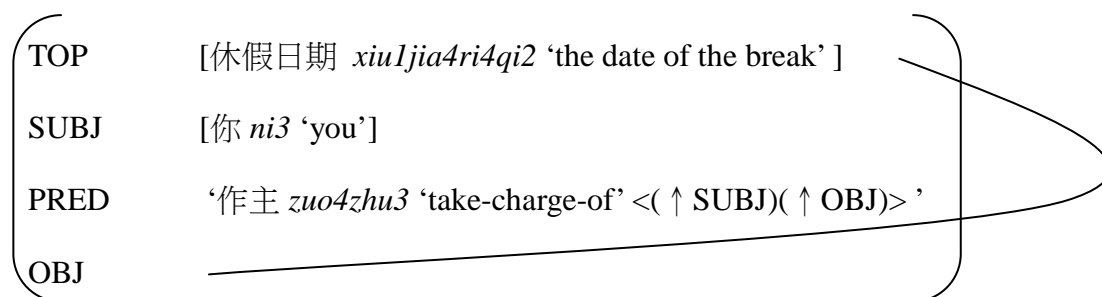 TOP [休假日期 xiu1jia4ri4qi2 ‘the date of the break’ ]
SUBJ [你 ni3 ‘you’]
PRED ‘作主 zuo4zhu3 ‘take-charge-of’ <(↑SUBJ)(↑OBJ)> ’
OBJ